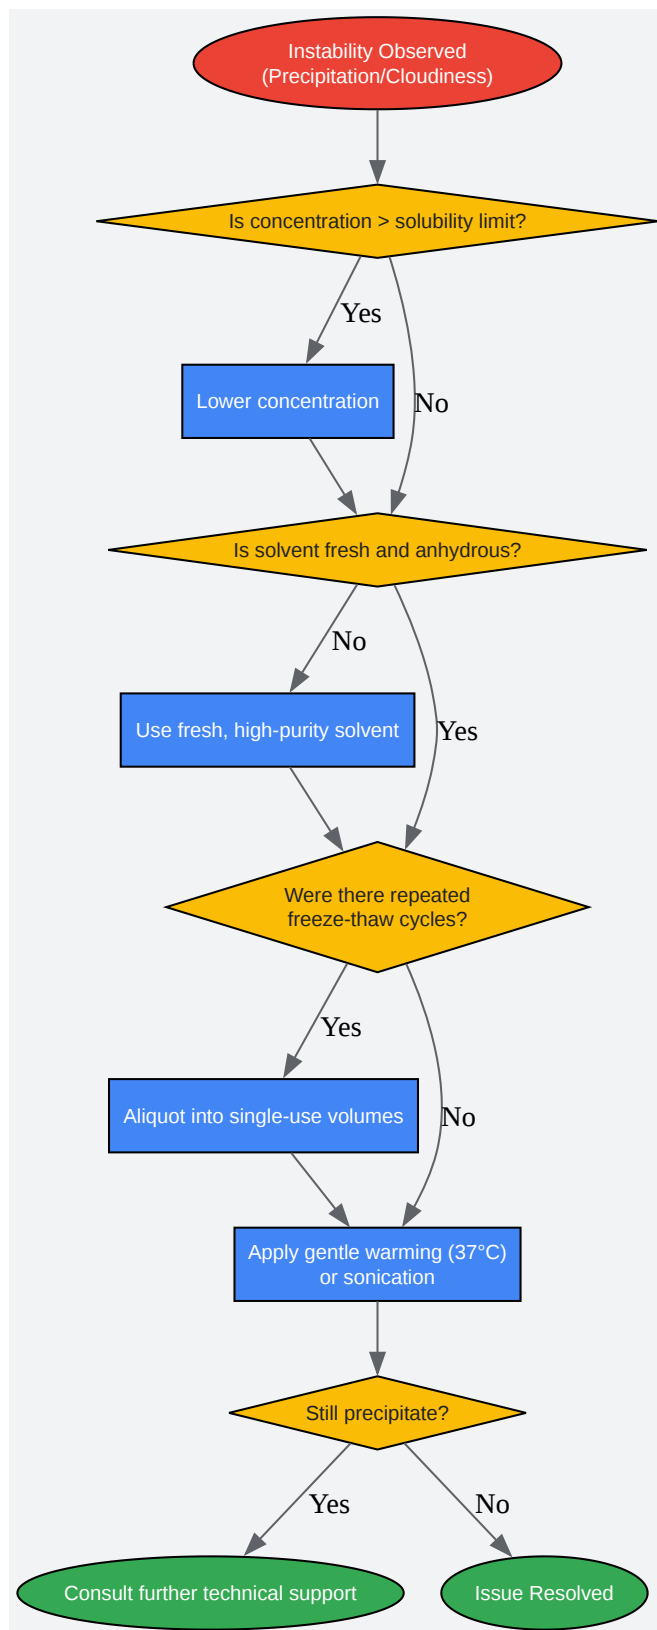 Instability Observed
(Precipitation/Cloudiness)
Is concentration > solubility limit?
Yes
Lower concentration
No
Is solvent fresh and anhydrous?
No
Use fresh, high-purity solvent
Yes
Were there repeated
freeze-thaw cycles?
Yes
Aliquot into single-use volumes
No
Apply gentle warming (37°C)
or sonication
Still precipitate?
Yes
No
Consult further technical support
Issue Resolved